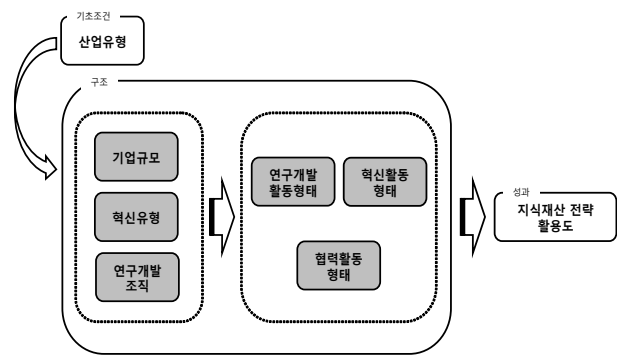 기초조건
산업유형
구조
기업규모
혁신유형
연구개발
조직
연구개발
활동형태
혁신활동
형태
협력활동
형태
성과
지식재산 전략
활용도